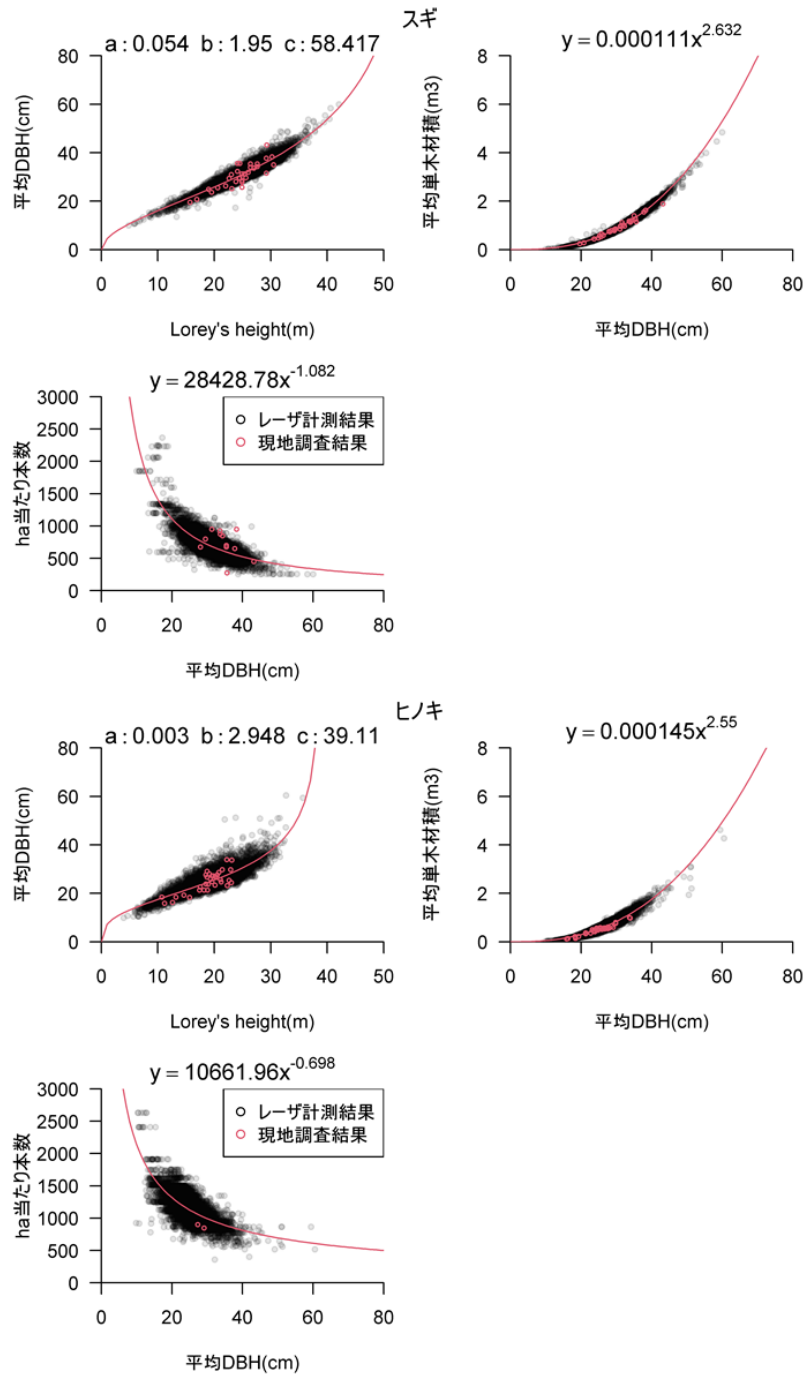 スギ
a : 0.054 b : 1.95 c : 58.417
80
60
40
20
0
平均DBH(cm)
0 10 20 30 40 50
Lorey's height(m)
y = 0.000111x^2.632
8
6
4
2
0
平均単木材積(m3)
0 20 40 60 80
平均DBH(cm)
y = 28428.78x^-1.082
3000
2500
2000
1500
1000
500
0
ha当たり本数
レーザ計測結果
現地調査結果
0 20 40 60 80
平均DBH(cm)
ヒノキ
a : 0.003 b : 2.948 c : 39.11
80
60
40
20
0
平均DBH(cm)
0 10 20 30 40 50
Lorey's height(m)
y = 0.000145x^2.55
8
6
4
2
0
平均単木材積(m3)
0 20 40 60 80
平均DBH(cm)
y = 10661.96x^-0.698
3000
2500
2000
1500
1000
500
0
ha当たり本数
レーザ計測結果
現地調査結果
0 20 40 60 80
平均DBH(cm)